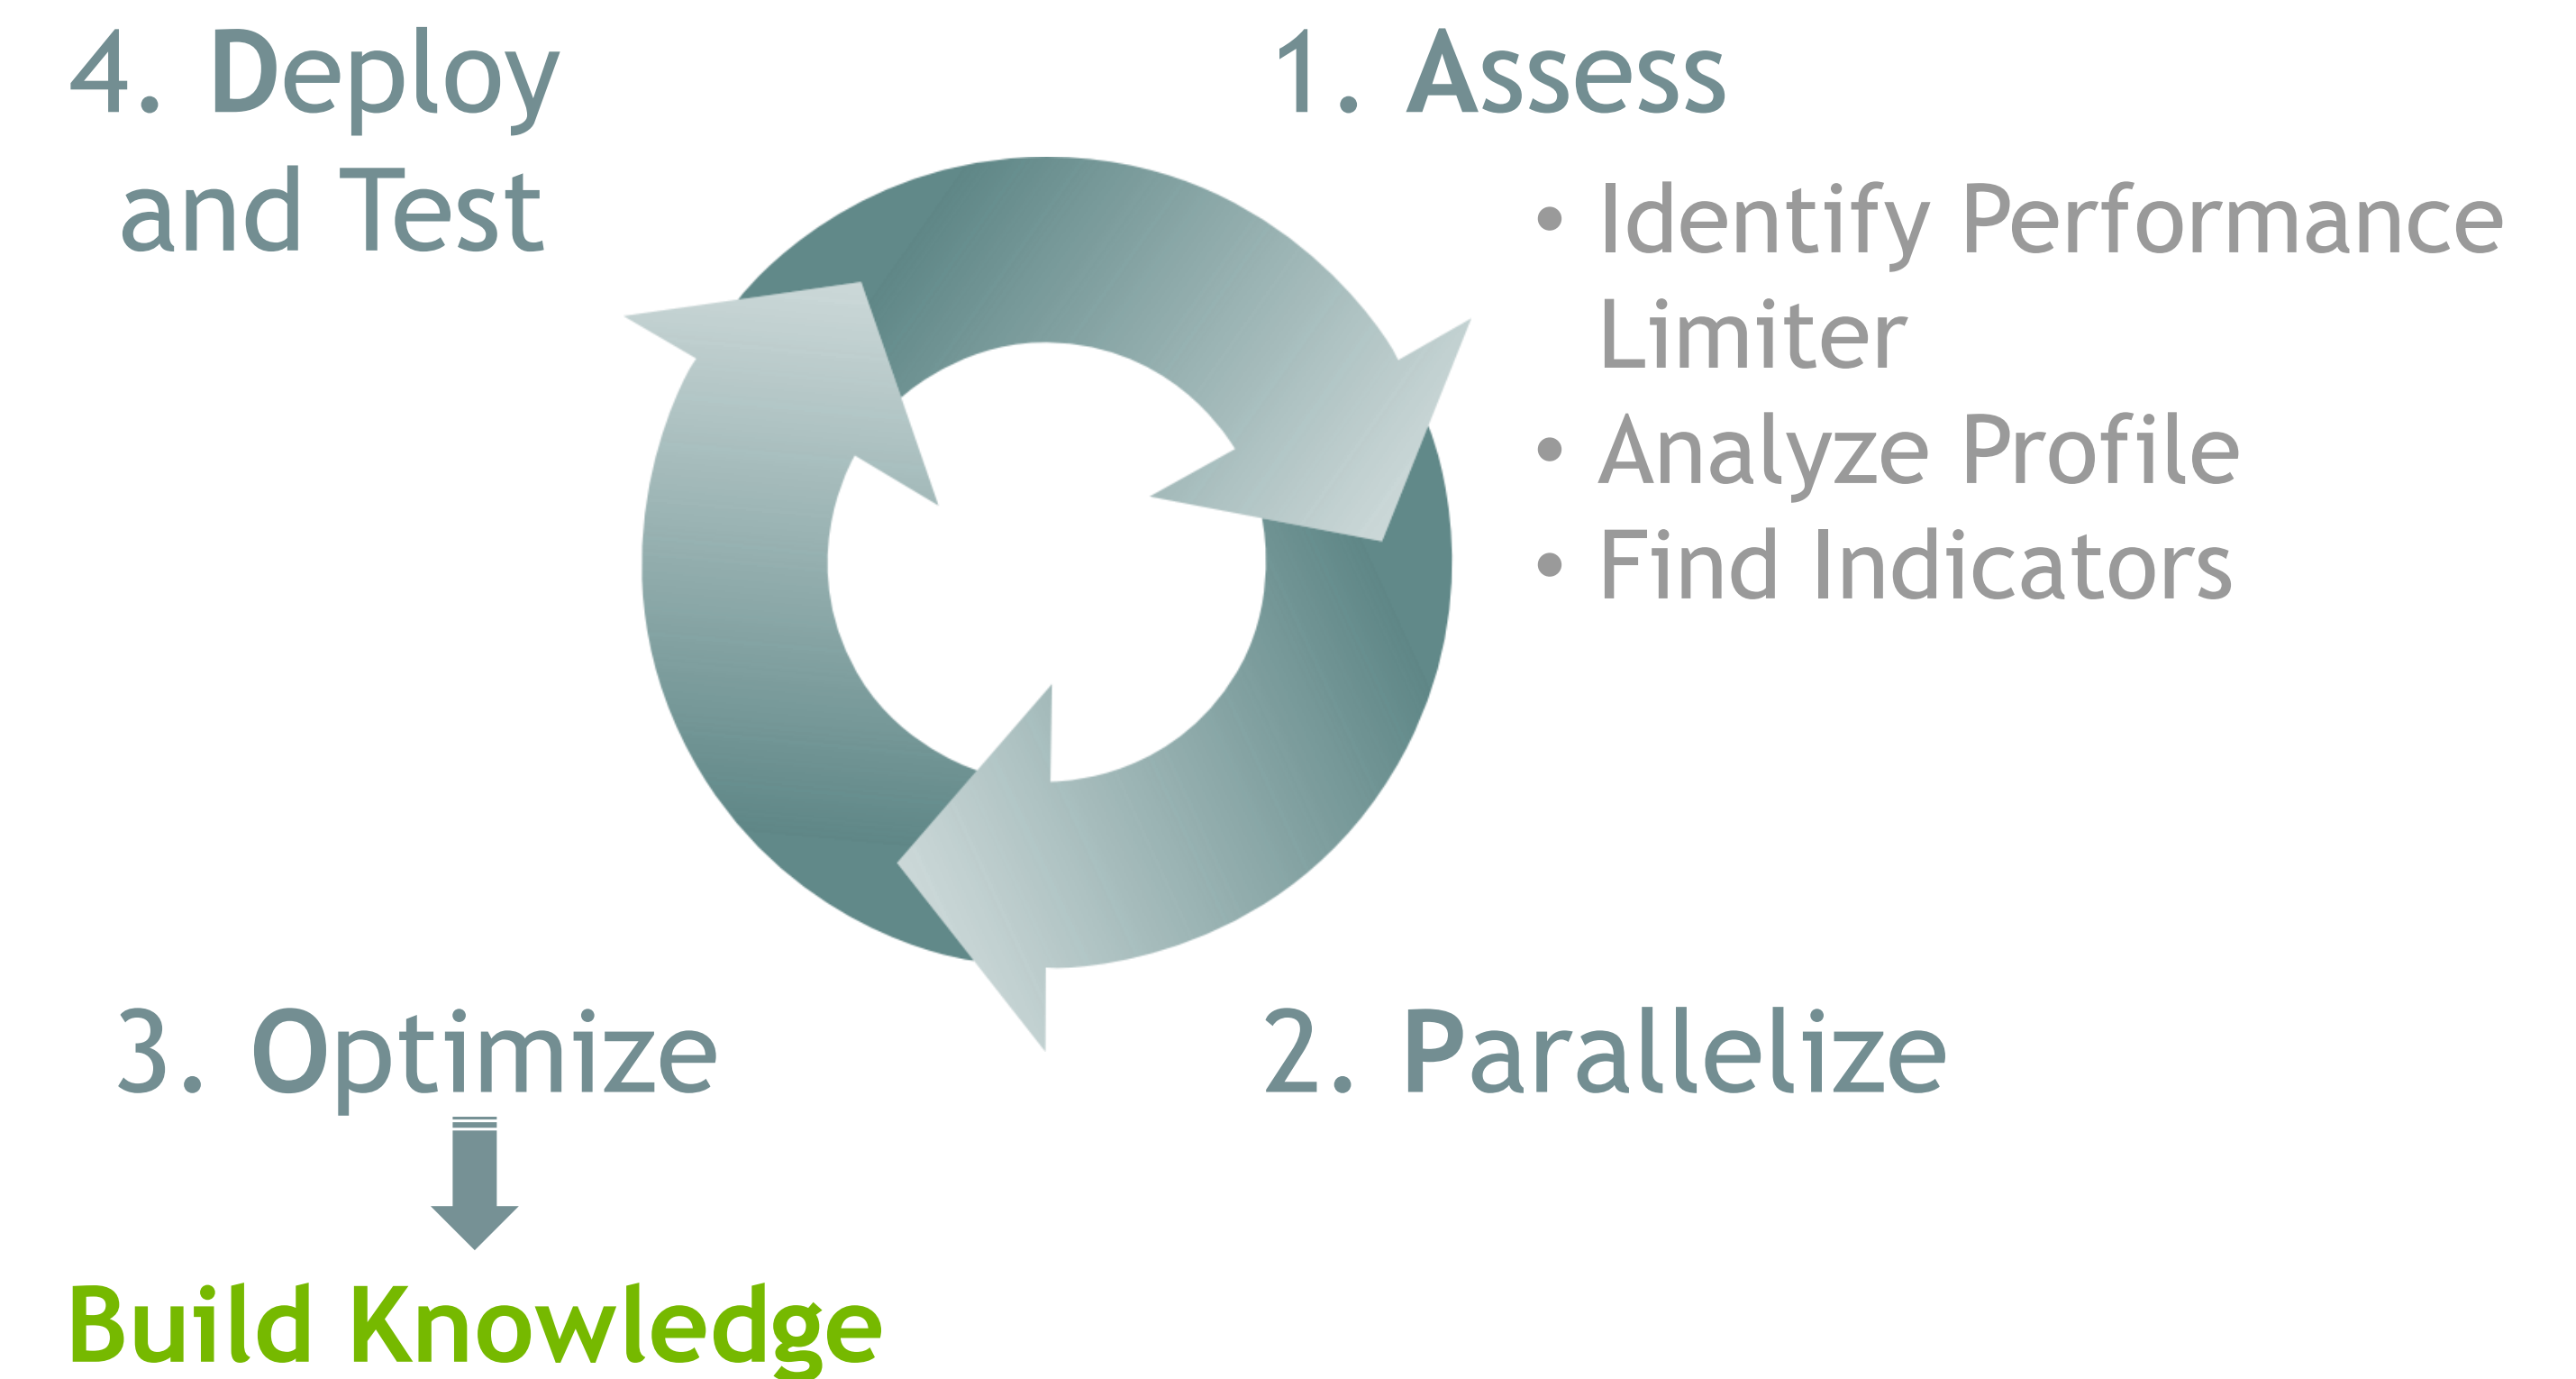 4. Deploy
and Test
1. Assess
• Identify Performance
Limiter
• Analyze Profile
• Find Indicators
3. Optimize
2. Parallelize
Build Knowledge